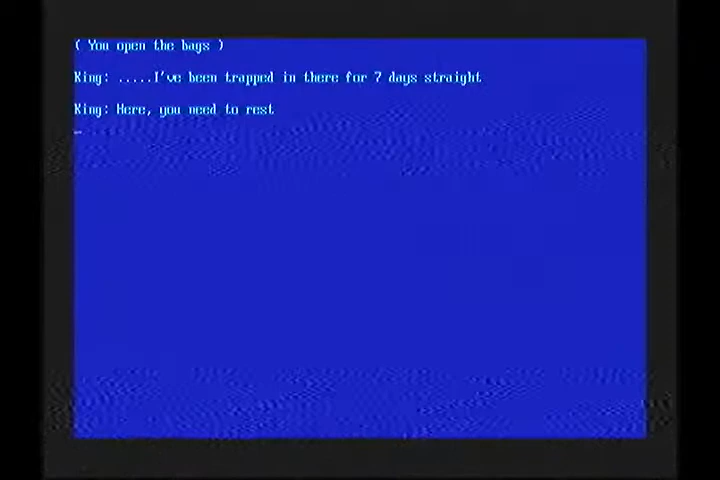 ( You open the bags )
King: .....I've been trapped in there for 7 days straight
King: Here, you need to rest